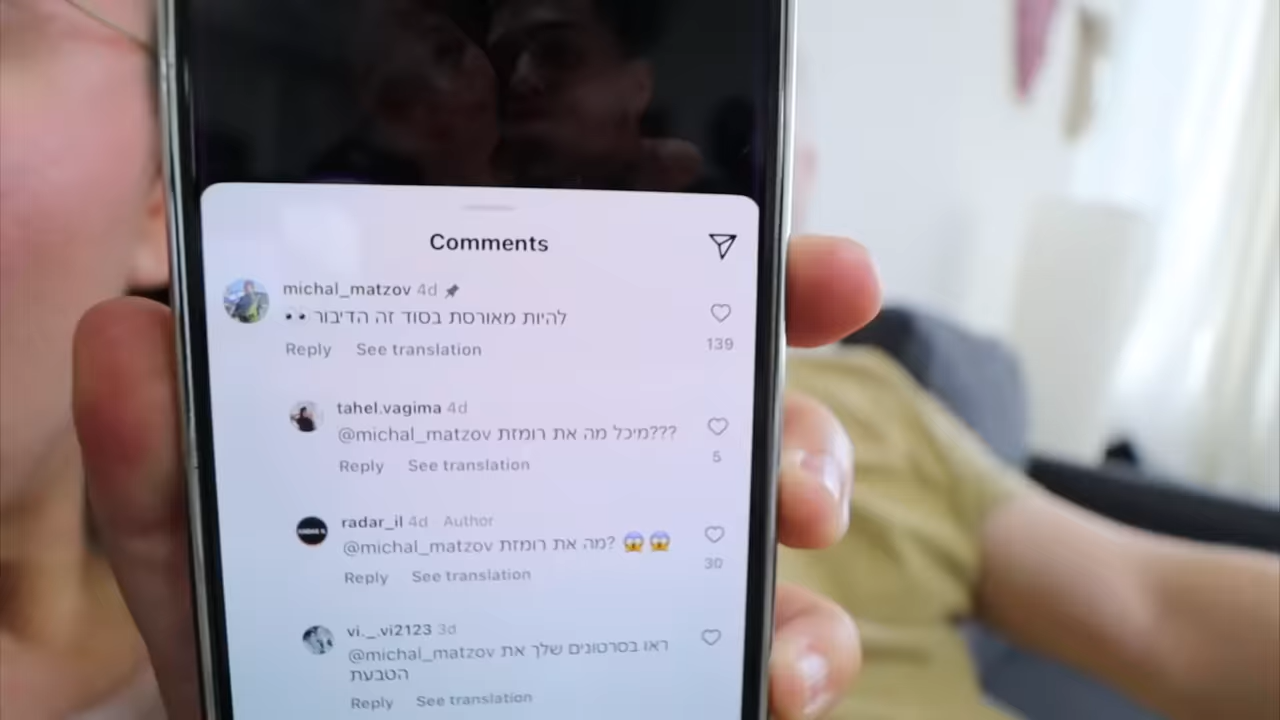 Comments
michal_matzov 4d
להיות מאורסת בסוד זה הדיבור 👀
139
Reply See translation
tahel.vagima 4d
@michal_matzov מיכל מה את רומזת???
5
Reply See translation
radar_il 4d · Author
@michal_matzov מה את רומזת? 😱😱
30
Reply See translation
vi._.vi2123 3d
@michal_matzov ראו בסרטונים שלך את
הטבעת
Reply See translation